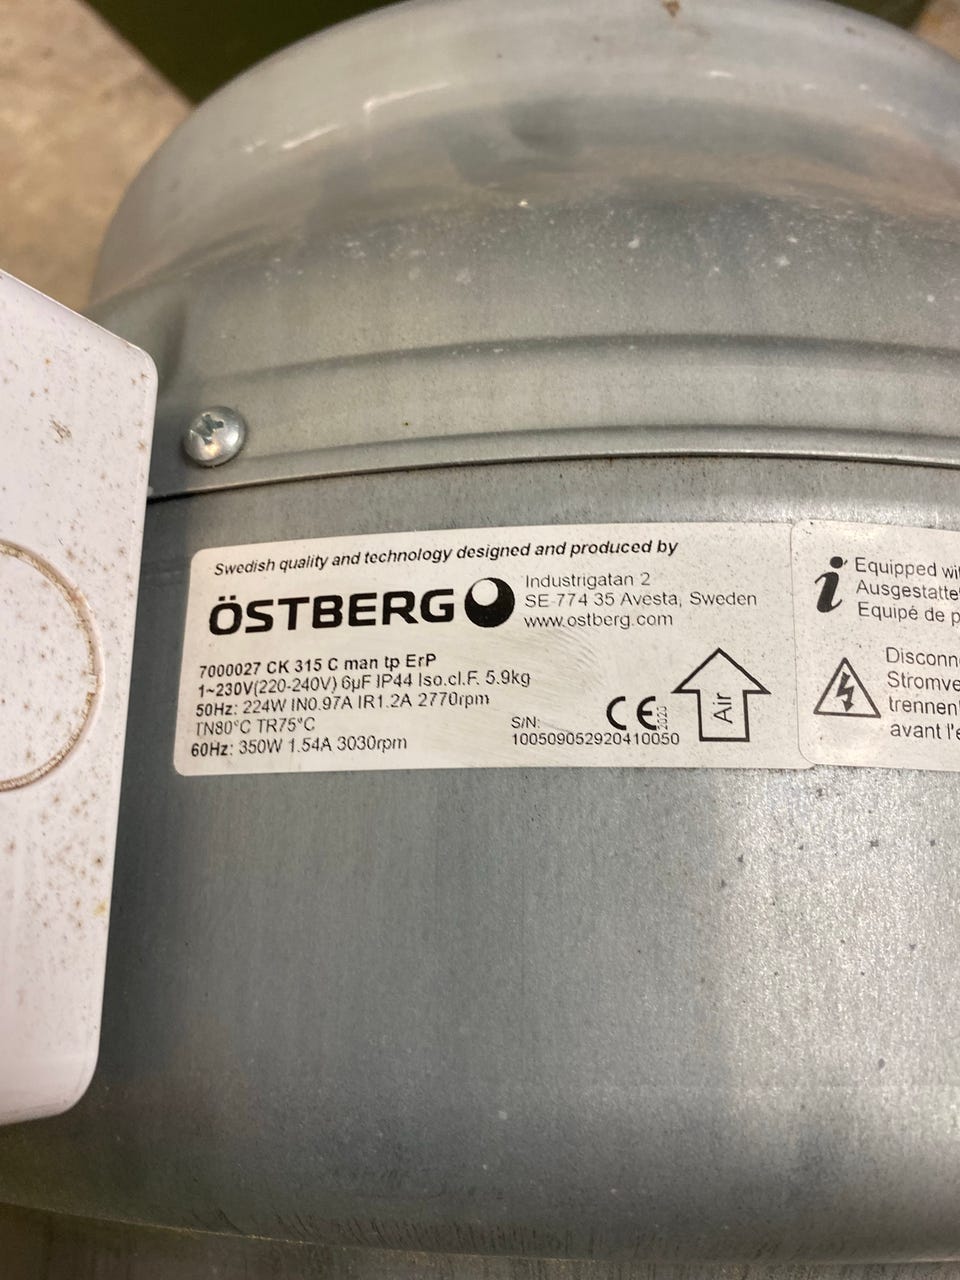 Swedish quality and technology designed and produced by
ÖSTBERG
Industrigatan 2
SE-774 35 Avesta, Sweden
www.ostberg.com
7000027 CK 315 C man tp ErP
1~230V(220-240V) 6µF IP44 Iso.cl.F. 5.9kg
50Hz: 224W IN0.97A IR1.2A 2770rpm
TN80°C TR75°C
60Hz: 350W 1.54A 3030rpm
S/N:
100509052920410050
CE
Air
i
Equipped
Ausgestattet
Equipé de
Disconn
Stromve
trennen
avant l'